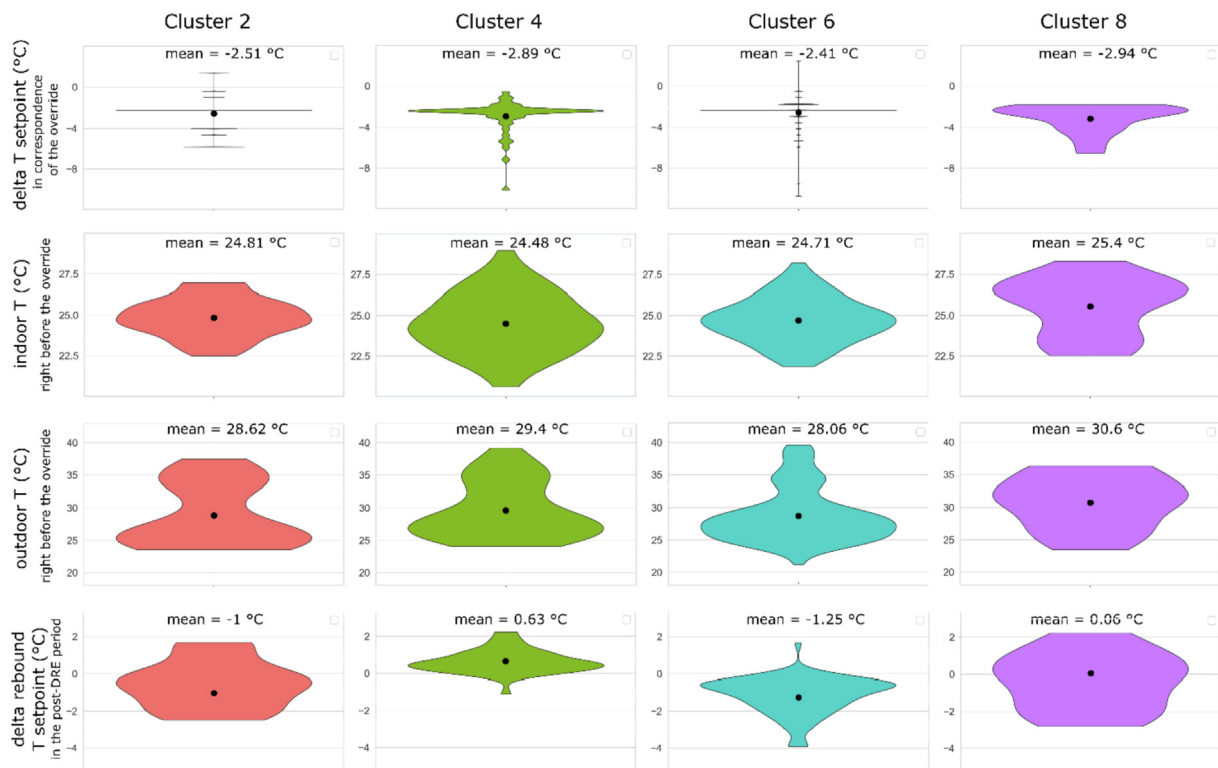 Cluster 2 Cluster 4 Cluster 6 Cluster 8
delta T setpoint (°C)
in correspondence
of the override
mean = -2.51 °C mean = -2.89 °C mean = -2.41 °C mean = -2.94 °C
0 0 0 0
-4 -4 -4 -4
-8 -8 -8 -8
indoor T (°C)
right before the override
mean = 24.81 °C mean = 24.48 °C mean = 24.71 °C mean = 25.4 °C
27.5 27.5 27.5 27.5
25.0 25.0 25.0 25.0
22.5 22.5 22.5 22.5
outdoor T (°C)
right before the override
mean = 28.62 °C mean = 29.4 °C mean = 28.06 °C mean = 30.6 °C
40 40 40 40
35 35 35 35
30 30 30 30
25 25 25 25
20 20 20 20
delta rebound
T setpoint (°C)
in the post-DRE period
mean = -1 °C mean = 0.63 °C mean = -1.25 °C mean = 0.06 °C
2 2 2 2
0 0 0 0
-2 -2 -2 -2
-4 -4 -4 -4